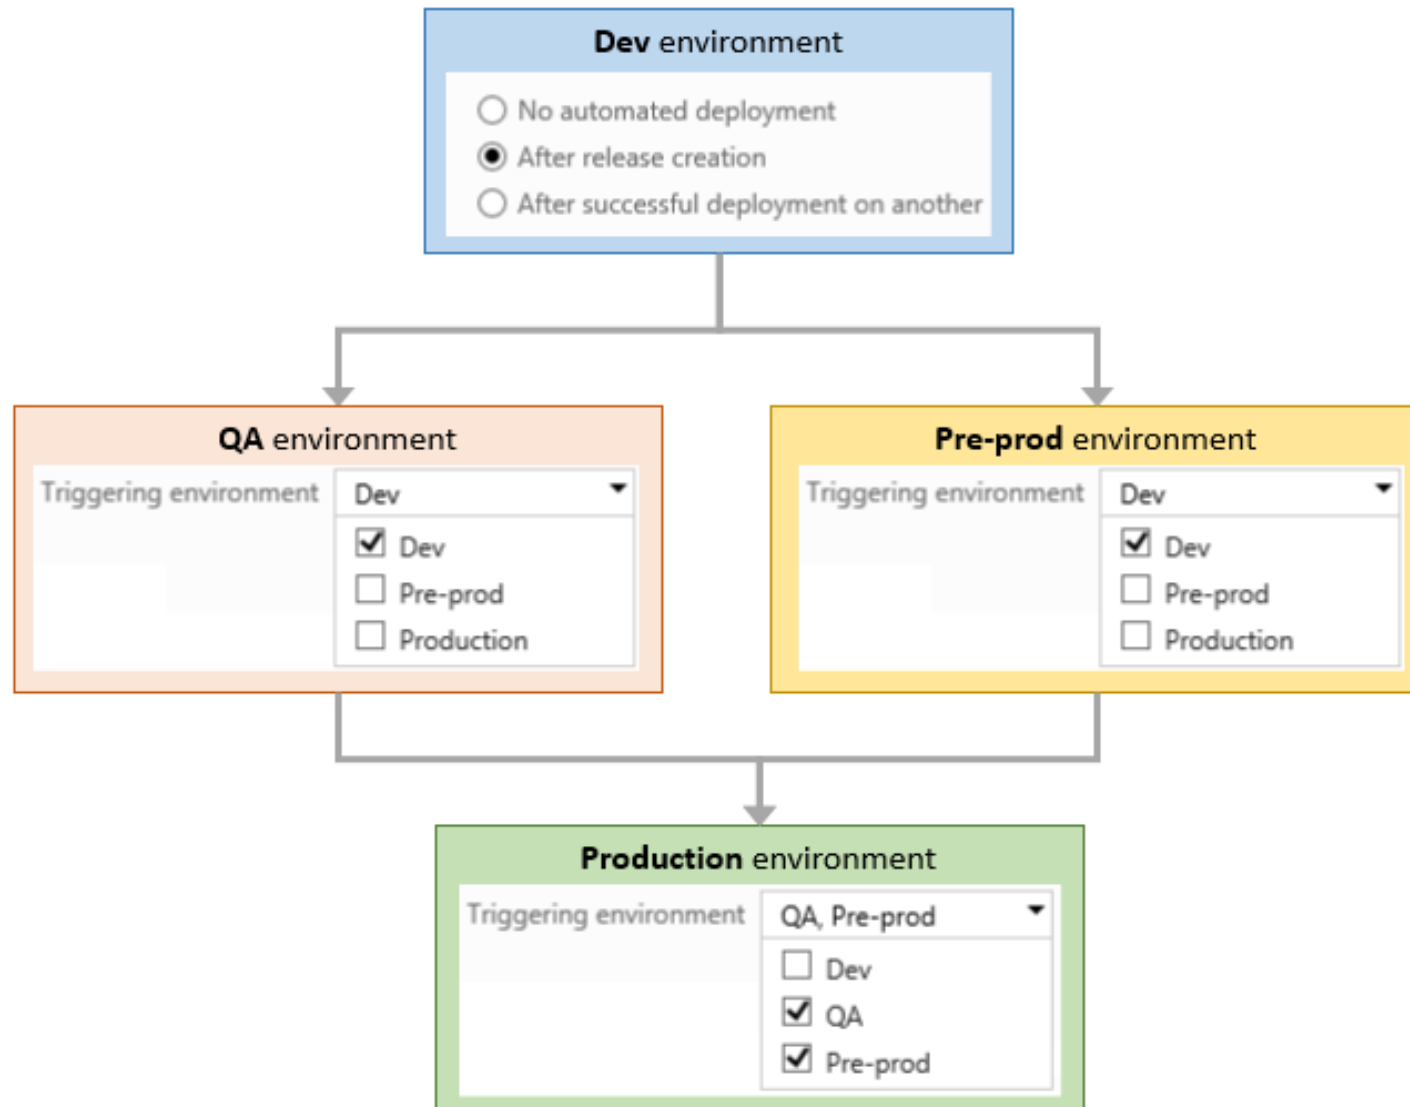 Dev environment
No automated deployment
After release creation
After successful deployment on another
QA environment
Triggering environment Dev
Dev
Pre-prod
Production
Pre-prod environment
Triggering environment Dev
Dev
Pre-prod
Production
Production environment
Triggering environment QA, Pre-prod
Dev
QA
Pre-prod